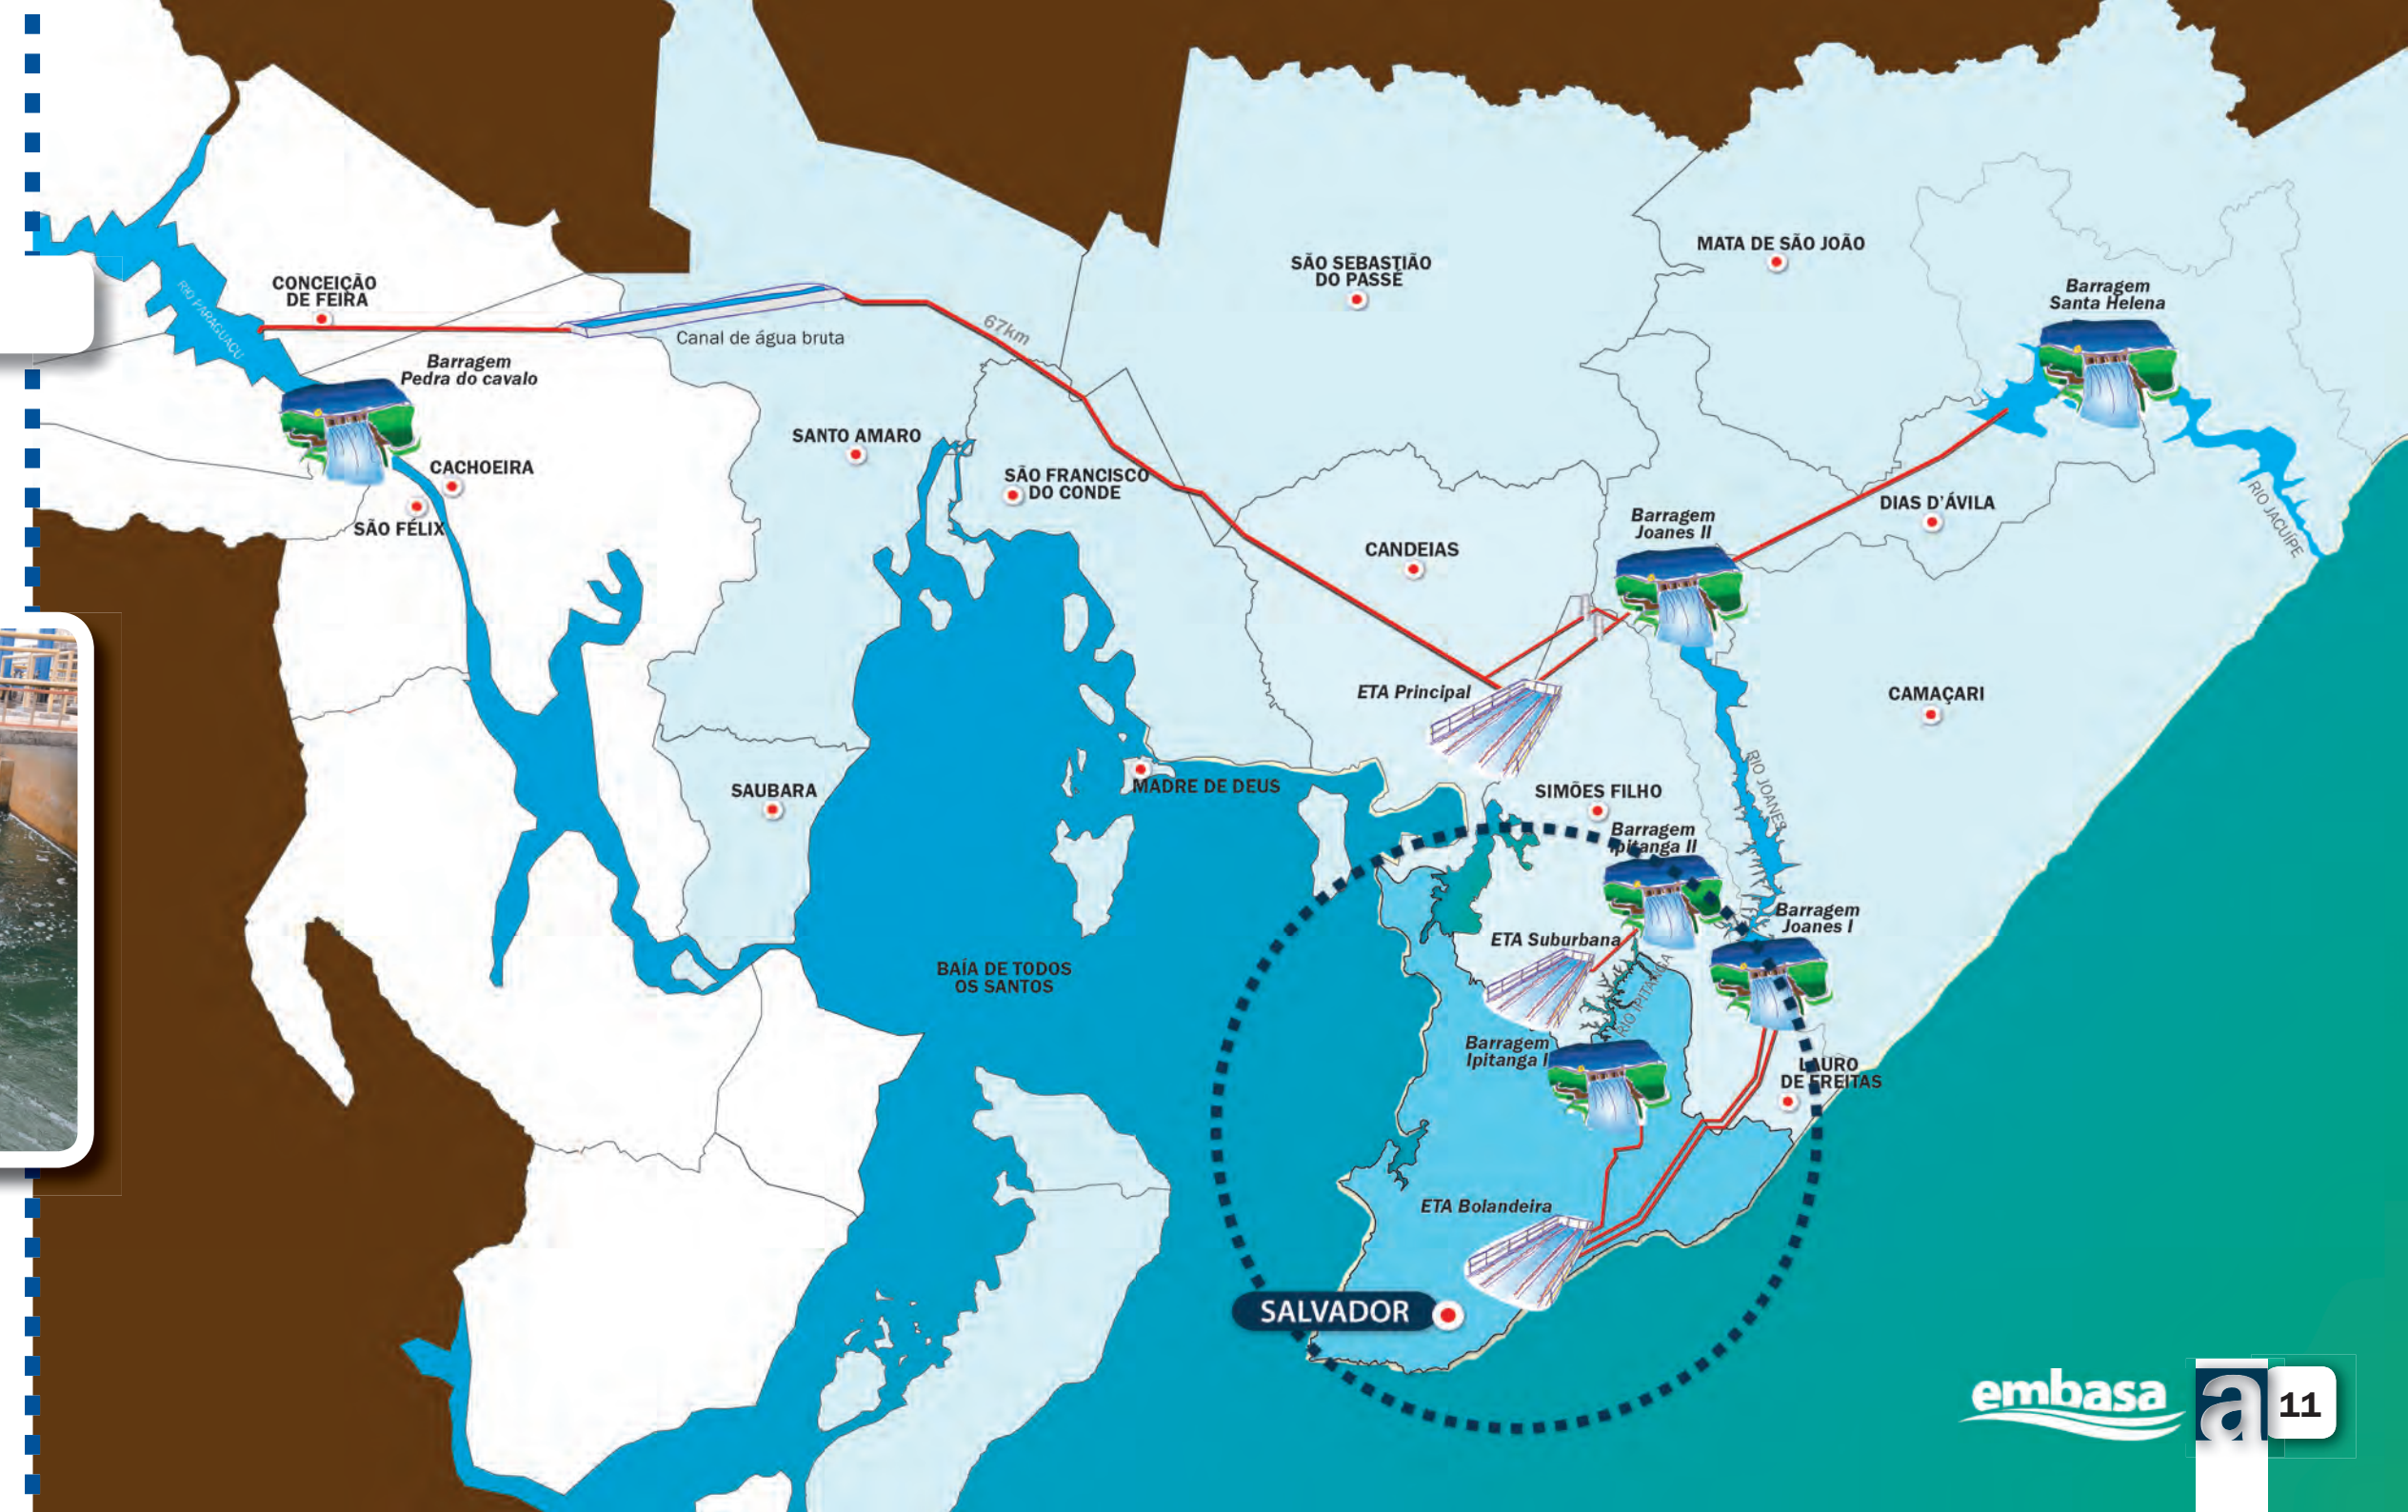 MATA DE SÃO JOÃO
SÃO SEBASTIÃO
DO PASSÉ
CONCEIÇÃO
DE FEIRA
Barragem
Santa Helena
RIO PARAGUAÇU
67km
Canal de água bruta
Barragem
Pedra do cavalo
SANTO AMARO
CACHOEIRA
SÃO FRANCISCO
DO CONDE
DIAS D'ÁVILA
RIO JACUÍPE
SÃO FÉLIX
Barragem
Joanes II
CANDEIAS
ETA Principal
CAMAÇARI
RIO JOANES
MADRE DE DEUS
SAUBARA
SIMÕES FILHO
Barragem
Ipitanga II
Barragem
Joanes I
ETA Suburbana
BAÍA DE TODOS
OS SANTOS
RIO IPITANGA
Barragem
Ipitanga I
LAURO
DE FREITAS
ETA Bolandeira
SALVADOR
embasa
a
11